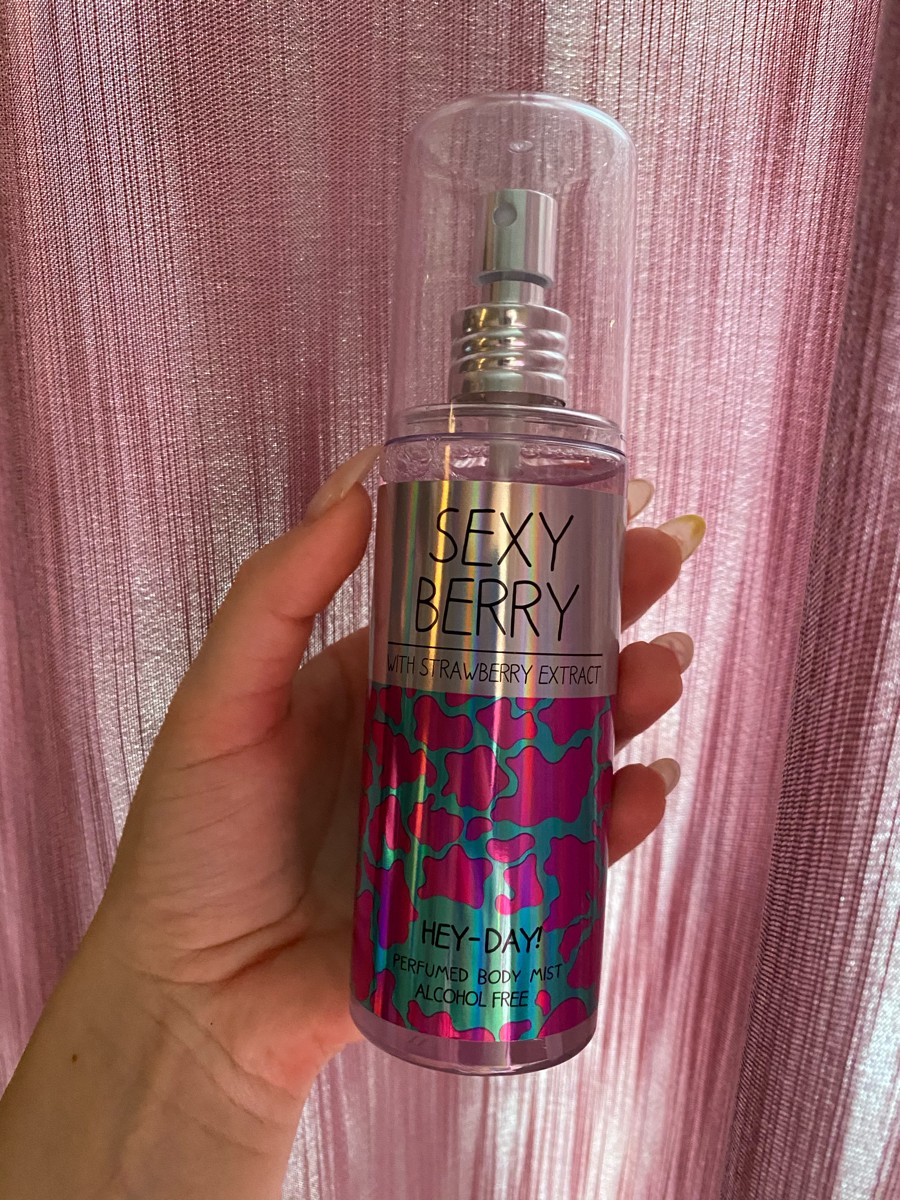 SEXY
BERRY
WITH STRAWBERRY EXTRACT
HEY-DAY!
PERFUMED BODY MIST
ALCOHOL FREE